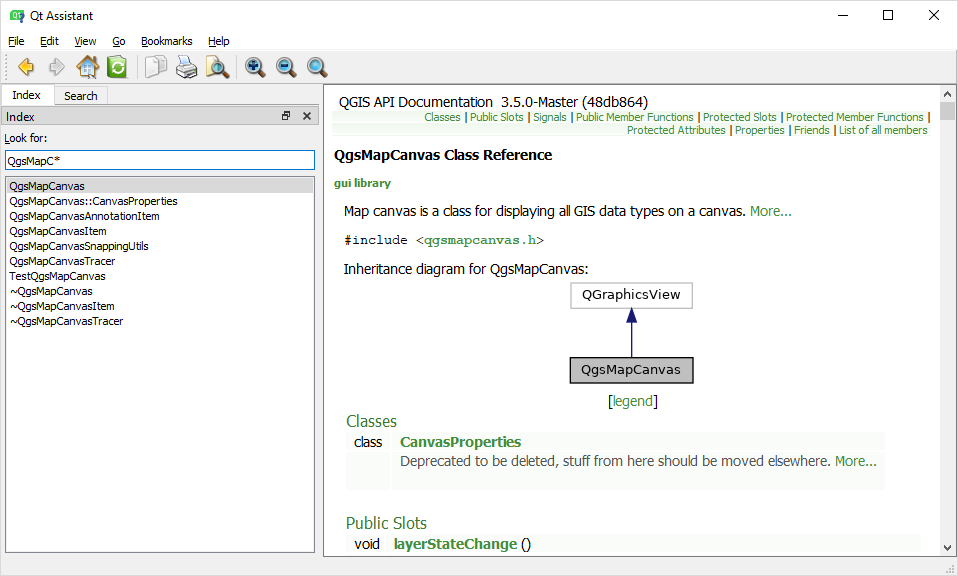 Qt Assistant
File Edit View Go Bookmarks Help
Index Search
Index
Look for:
QgsMapC*
QgsMapCanvas
QgsMapCanvas::CanvasProperties
QgsMapCanvasAnnotationItem
QgsMapCanvasItem
QgsMapCanvasSnappingUtils
QgsMapCanvasTracer
TestQgsMapCanvas
~QgsMapCanvas
~QgsMapCanvasItem
~QgsMapCanvasTracer
QGIS API Documentation 3.5.0-Master (48db864)
Classes | Public Slots | Signals | Public Member Functions | Protected Slots | Protected Member Functions |
Protected Attributes | Properties | Friends | List of all members
QgsMapCanvas Class Reference
gui library
Map canvas is a class for displaying all GIS data types on a canvas. More...
#include <qgsmapcanvas.h>
Inheritance diagram for QgsMapCanvas:
QGraphicsView
QgsMapCanvas
[legend]
Classes
class CanvasProperties
Deprecated to be deleted, stuff from here should be moved elsewhere. More...
Public Slots
void layerStateChange ()